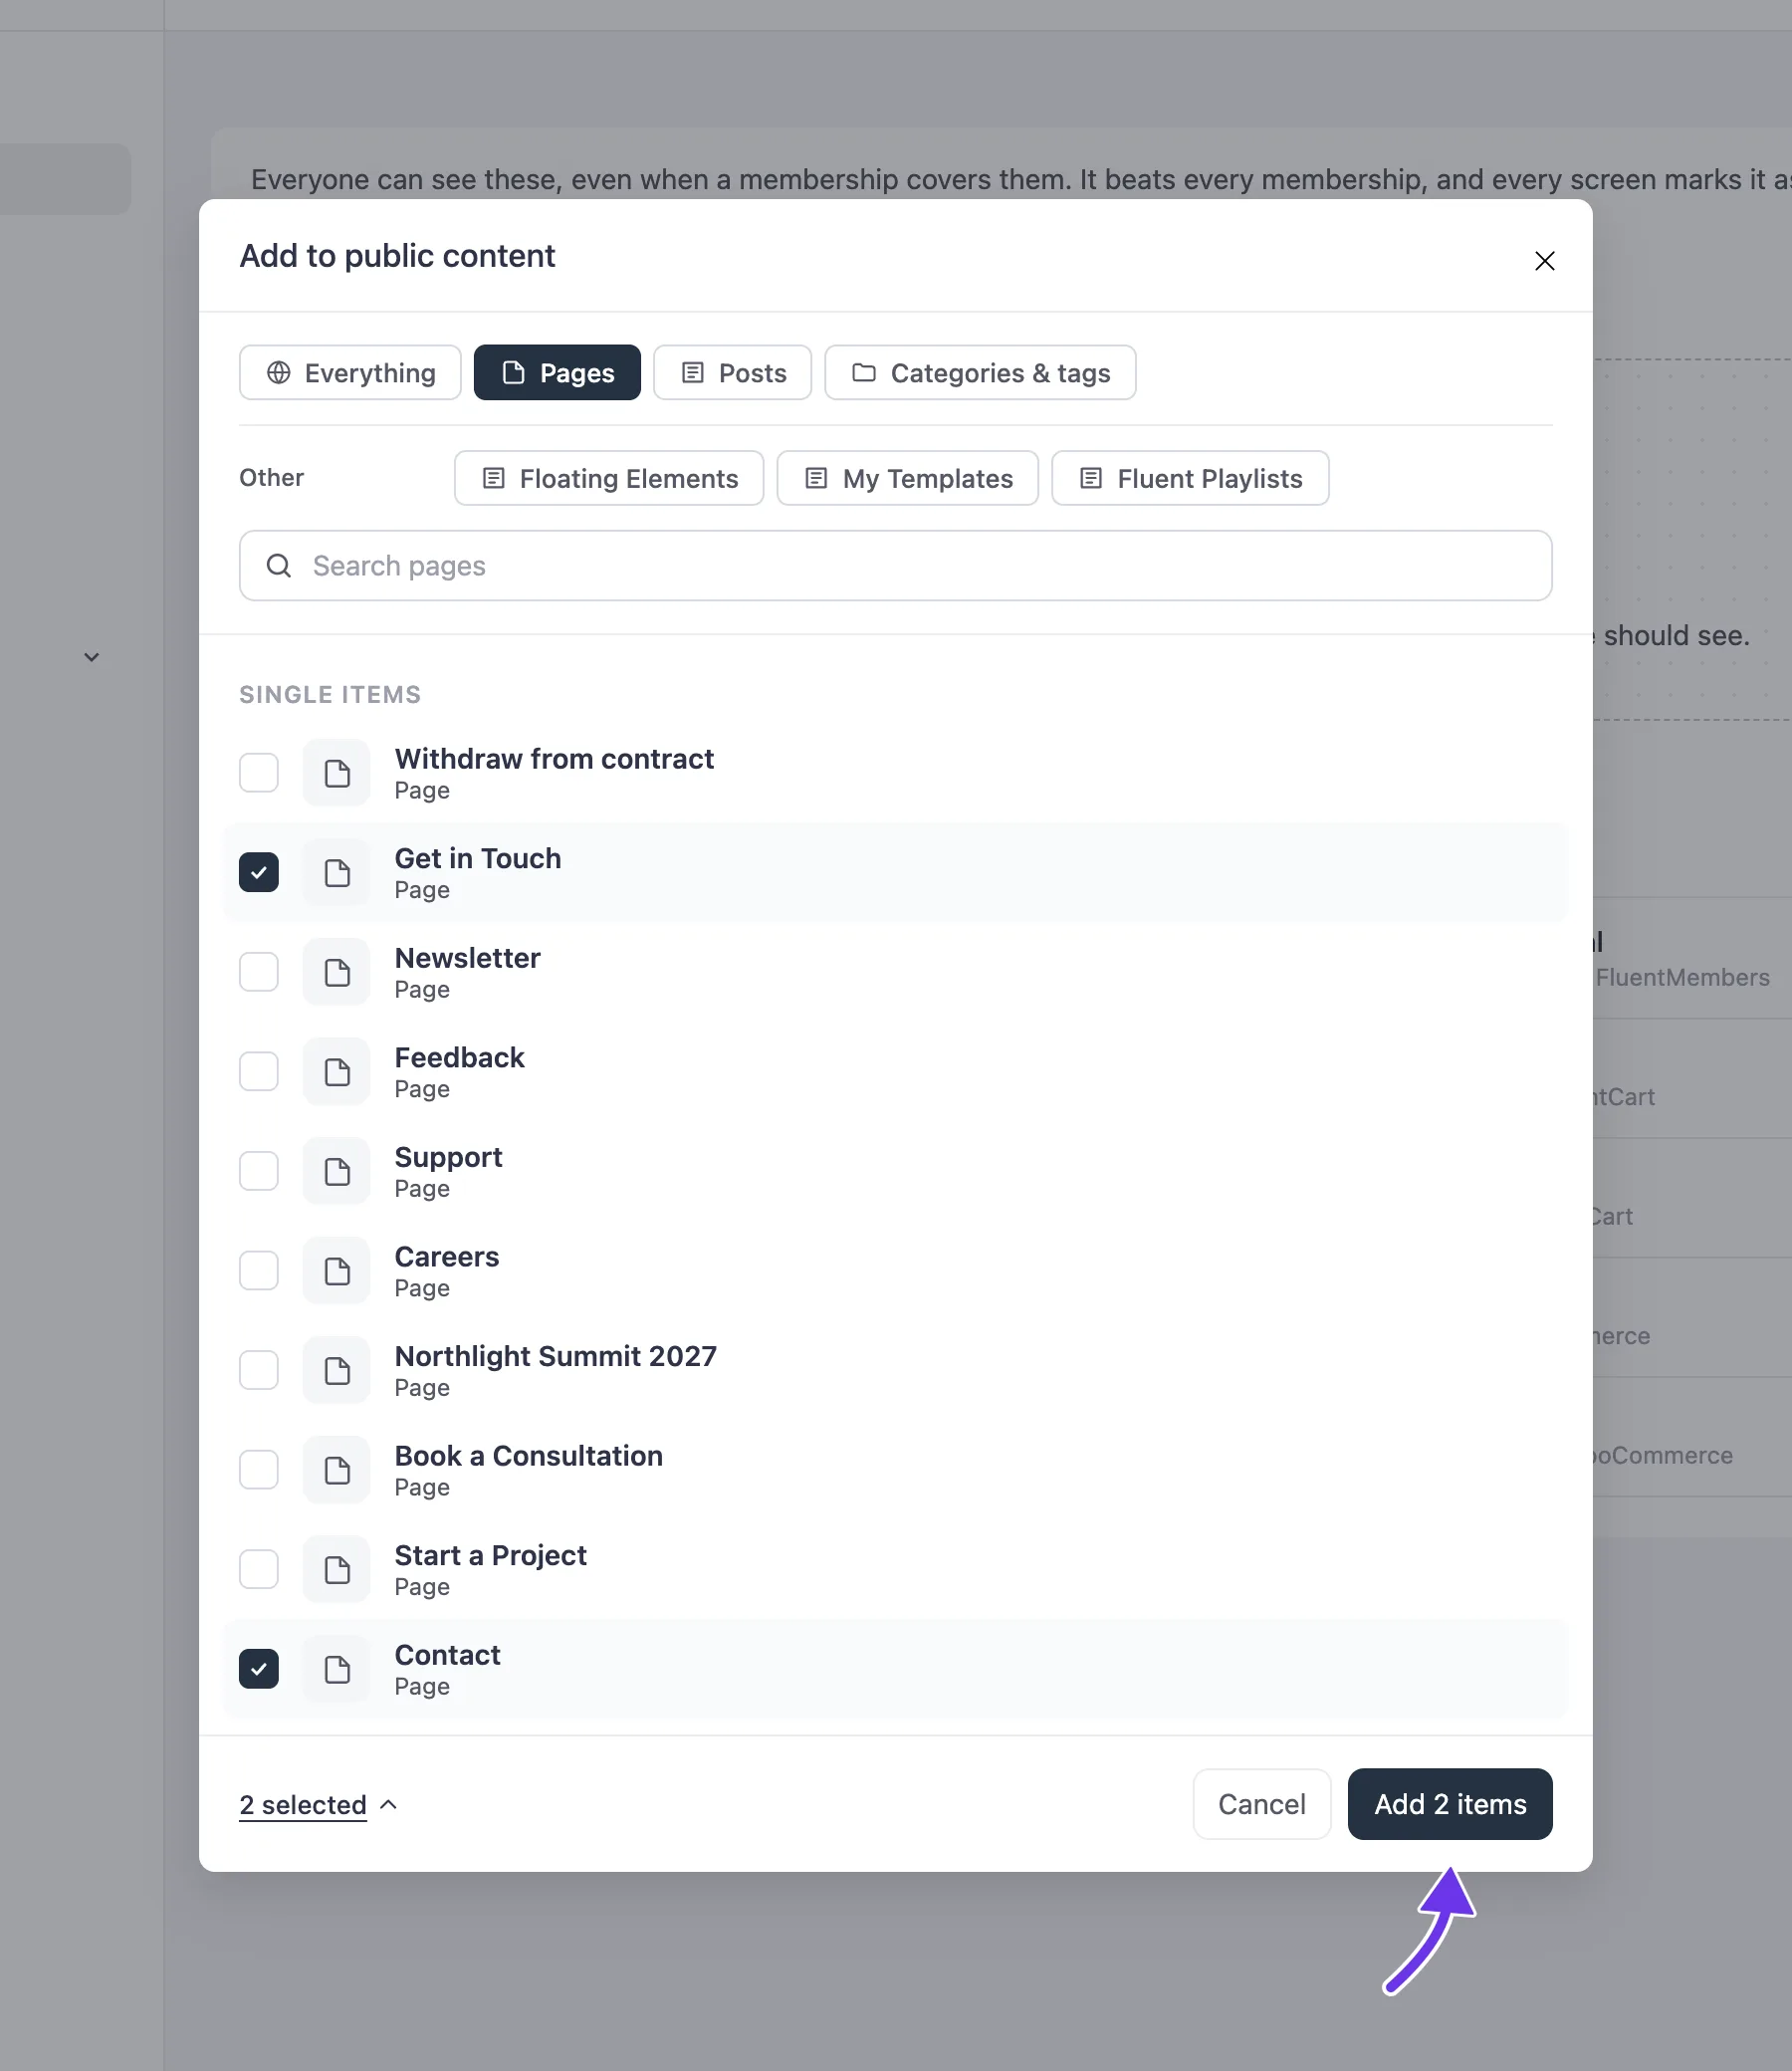 Everyone can see these, even when a membership covers them. It beats every membership, and every screen marks it as
Add to public content
Everything
Pages
Posts
Categories & tags
Other
Floating Elements
My Templates
Fluent Playlists
Search pages
should see.
SINGLE ITEMS
Withdraw from contract
Page
Get in Touch
Page
Newsletter
Page
FluentMembers
Feedback
Page
Support
Page
Careers
Page
Northlight Summit 2027
Page
Book a Consultation
Page
Start a Project
Page
Contact
Page
2 selected
Cancel
Add 2 items